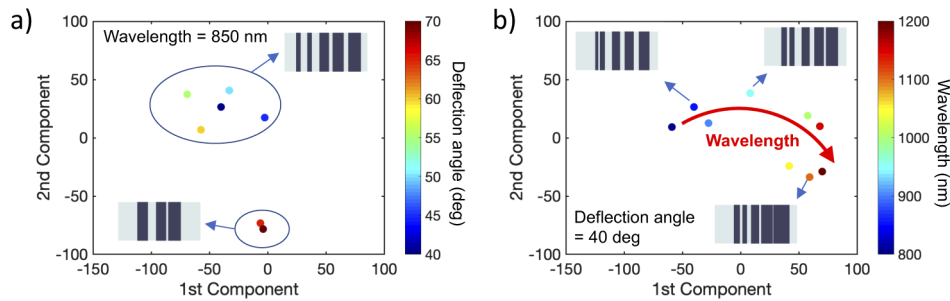 a)
Wavelength = 850 nm
100
50
0
-50
-100
2nd Component
-150
-100
-50
0
50
100
1st Component
70
65
60
55
50
45
40
Deflection angle (deg)
b)
Wavelength
Deflection angle
= 40 deg
100
50
0
-50
-100
2nd Component
-150
-100
-50
0
50
100
1st Component
1200
1100
1000
900
800
Wavelength (nm)